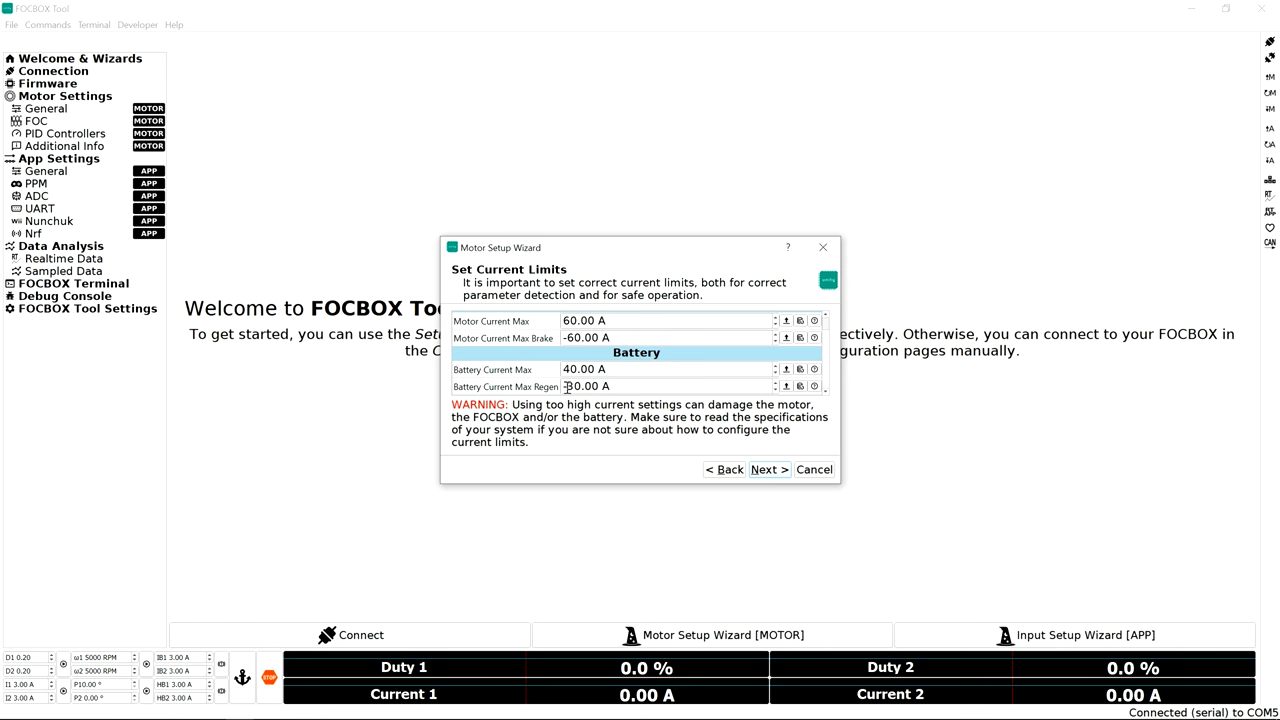 FOCBOX Tool
File Commands Terminal Developer Help
Welcome & Wizards
Connection
Firmware
Motor Settings
General MOTOR
FOC MOTOR
PID Controllers MOTOR
Additional Info MOTOR
App Settings
General APP
PPM APP
ADC APP
UART APP
Nunchuk APP
Nrf APP
Data Analysis
Realtime Data
Sampled Data
FOCBOX Terminal
Debug Console
FOCBOX Tool Settings
Welcome to FOCBOX To
To get started, you can use the Setu
ectively. Otherwise, you can connect to your FOCBOX in
the C
guration pages manually.
Motor Setup Wizard
Set Current Limits
It is important to set correct current limits, both for correct
parameter detection and for safe operation.
Motor Current Max 60.00 A
Motor Current Max Brake -60.00 A
Battery
Battery Current Max 40.00 A
Battery Current Max Regen -30.00 A
WARNING: Using too high current settings can damage the motor,
the FOCBOX and/or the battery. Make sure to read the specifications
of your system if you are not sure about how to configure the
current limits.
< Back Next > Cancel
Connect Motor Setup Wizard [MOTOR] Input Setup Wizard [APP]
D1 0.20 ω1 5000 RPM IB1 3.00 A
D2 0.20 ω2 5000 RPM IB2 3.00 A
I1 3.00 A P10.00 ° HB1 3.00 A
I2 3.00 A P2 0.00 ° HB2 3.00 A
STOP
Duty 1 0.0 % Duty 2 0.0 %
Current 1 0.00 A Current 2 0.00 A
Connected (serial) to COM5
M
M
M
A
A
A
RT
RT
CAN